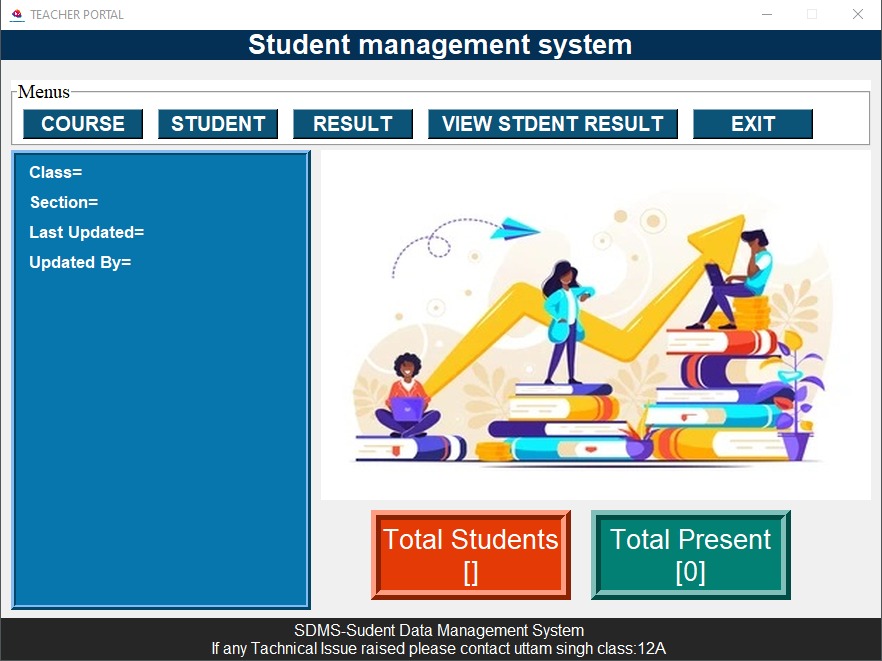 TEACHER PORTAL
Student management system
Menus
COURSE STUDENT RESULT VIEW STDENT RESULT EXIT
Class=
Section=
Last Updated=
Updated By=
Total Students
[]
Total Present
[0]
SDMS-Sudent Data Management System
If any Tachnical Issue raised please contact uttam singh class:12A